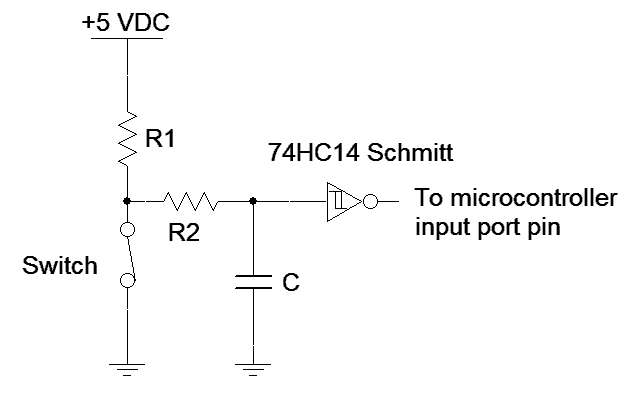 +5 VDC
R1
74HC14 Schmitt
To microcontroller
input port pin
R2
Switch
C